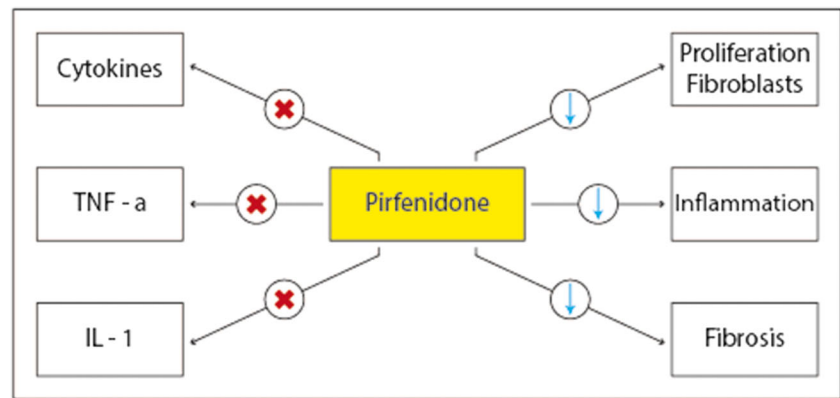 Cytokines
Proliferation
Fibroblasts
TNF - a
Pirfenidone
Inflammation
IL - 1
Fibrosis